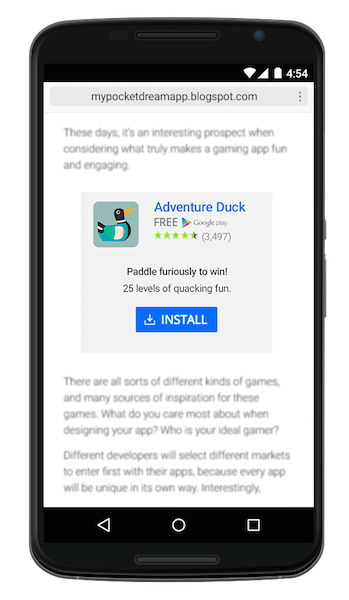 4:54
mypocketdreamapp.blogspot.com
These days, it's an interesting prospect when
considering what truly makes a gaming app fun
and engaging.
Adventure Duck
FREE Google play
(3,497)
Paddle furiously to win!
25 levels of quacking fun.
INSTALL
There are all sorts of different kinds of games,
and many sources of inspiration for these
games. What do you care most about when
designing your app? Who is your ideal gamer?
Different developers will select different markets
to enter first with their apps, because every app
will be unique in its own way. Interestingly,